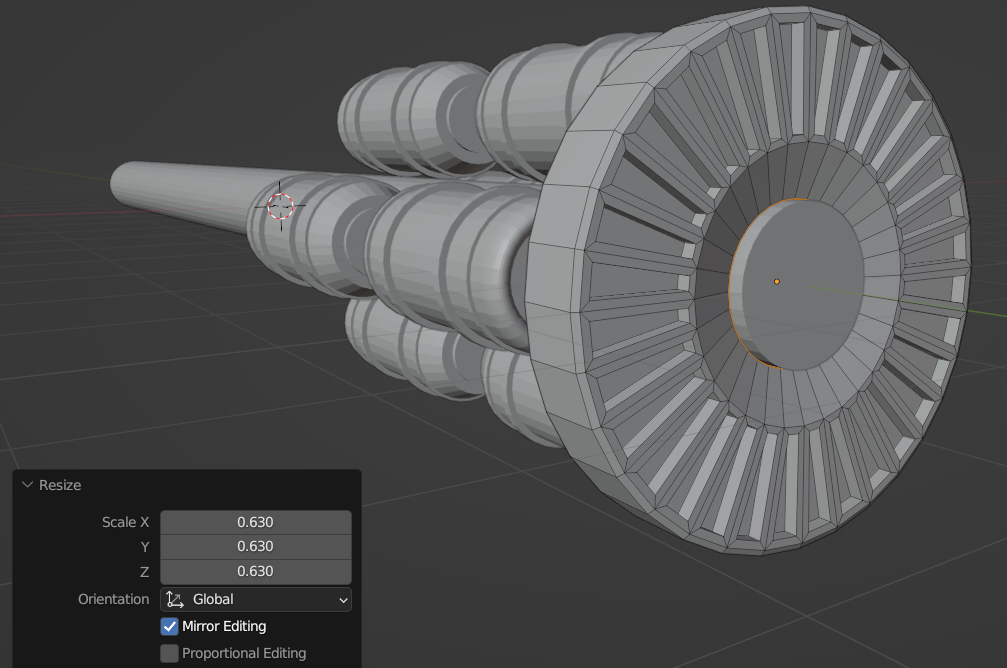 Resize
Scale X 0.630
Y 0.630
Z 0.630
Orientation Global
Mirror Editing
Proportional Editing